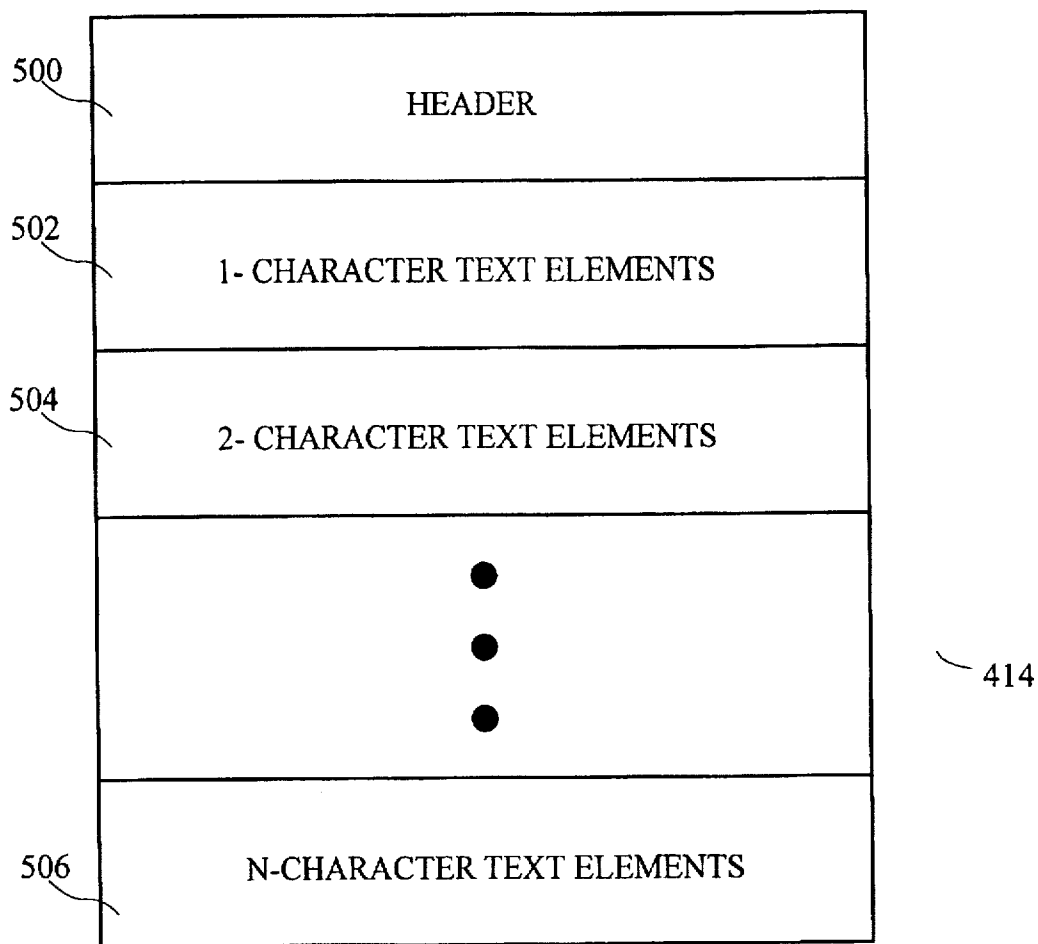 500
HEADER
502
1- CHARACTER TEXT ELEMENTS
504
2- CHARACTER TEXT ELEMENTS
414
506
N-CHARACTER TEXT ELEMENTS